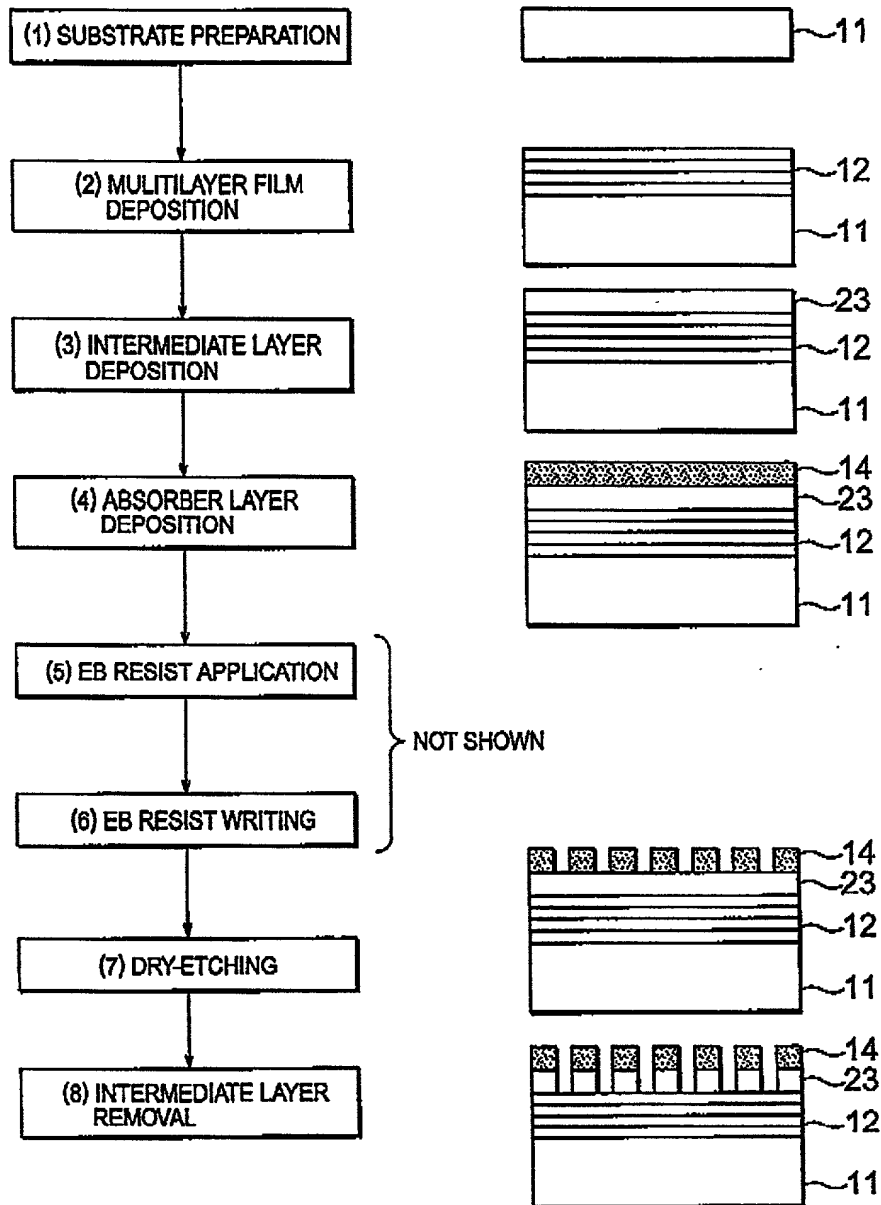 (1) SUBSTRATE PREPARATION
11
(2) MULITILAYER FILM
DEPOSITION
12
11
(3) INTERMEDIATE LAYER
DEPOSITION
23
12
11
(4) ABSORBER LAYER
DEPOSITION
14
23
12
11
(5) EB RESIST APPLICATION
NOT SHOWN
(6) EB RESIST WRITING
(7) DRY-ETCHING
14
23
12
11
(8) INTERMEDIATE LAYER
REMOVAL
14
23
12
11